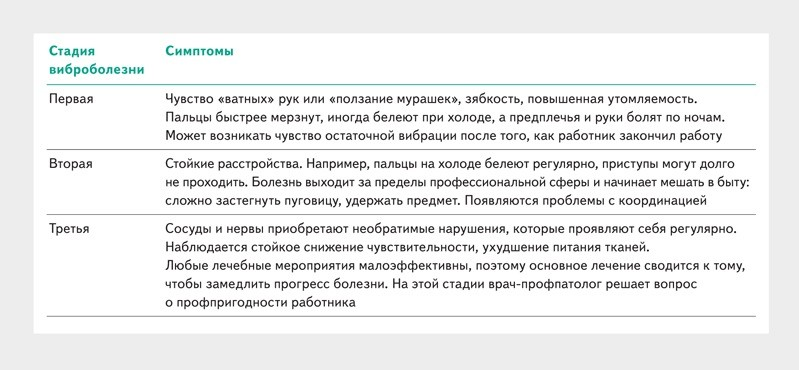 Стадия
виброболезни
Симптомы
Первая
Чувство «ватных» рук или «ползание мурашек», зябкость, повышенная утомляемость.
Пальцы быстрее мерзнут, иногда белеют при холоде, а предплечья и руки болят по ночам.
Может возникать чувство остаточной вибрации после того, как работник закончил работу
Вторая
Стойкие расстройства. Например, пальцы на холоде белеют регулярно, приступы могут долго
не проходить. Болезнь выходит за пределы профессиональной сферы и начинает мешать в быту:
сложно застегнуть пуговицу, удержать предмет. Появляются проблемы с координацией
Третья
Сосуды и нервы приобретают необратимые нарушения, которые проявляют себя регулярно.
Наблюдается стойкое снижение чувствительности, ухудшение питания тканей.
Любые лечебные мероприятия малоэффективны, поэтому основное лечение сводится к тому,
чтобы замедлить прогресс болезни. На этой стадии врач-профпатолог решает вопрос
о профпригодности работника